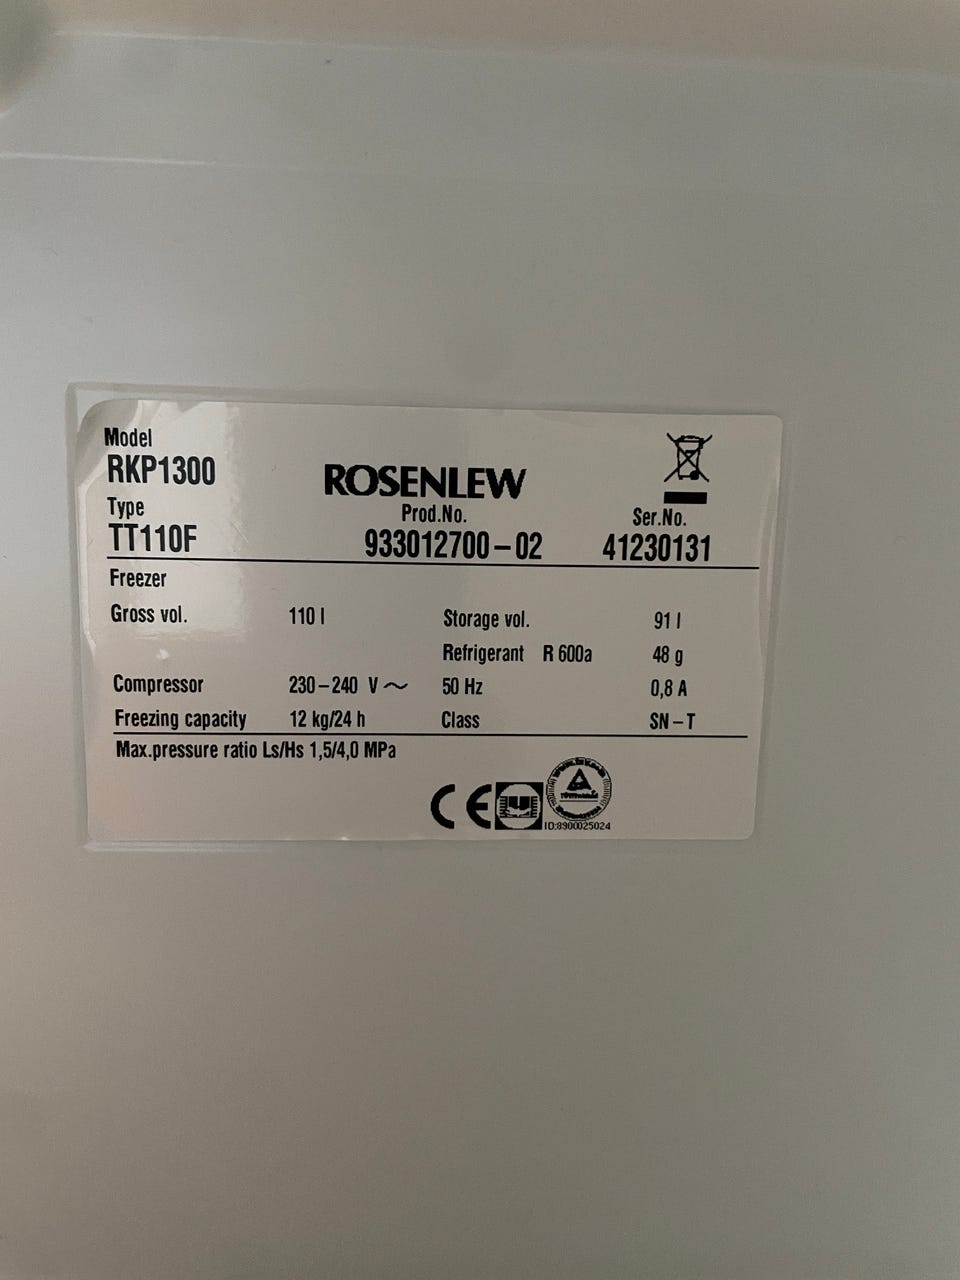 Model
RKP1300
ROSENLEW
Type
Prod.No.
Ser.No.
TT110F
933012700-02
41230131
Freezer
Gross vol. 110 l Storage vol. 91 l
Refrigerant R 600a 48 g
Compressor 230-240 V ~ 50 Hz 0,8 A
Freezing capacity 12 kg/24 h Class SN-T
Max.pressure ratio Ls/Hs 1,5/4,0 MPa
CE
ID:8900025024